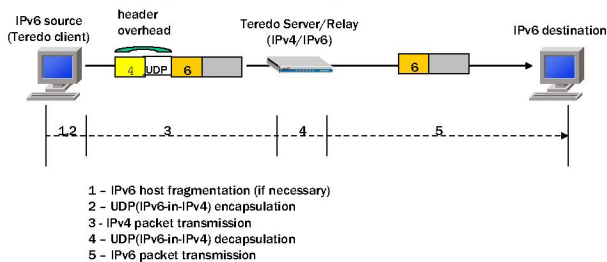 header
overhead
IPv6 source
(Teredo client)
Teredo Server/Relay
(IPv4/IPv6)
IPv6 destination
4 UDP 6
6
1,2 3 4 5
1 – IPv6 host fragmentation (if necessary)
2 – UDP(IPv6-in-IPv4) encapsulation
3 - IPv4 packet transmission
4 – UDP(IPv6-in-IPv4) decapsulation
5 – IPv6 packet transmission